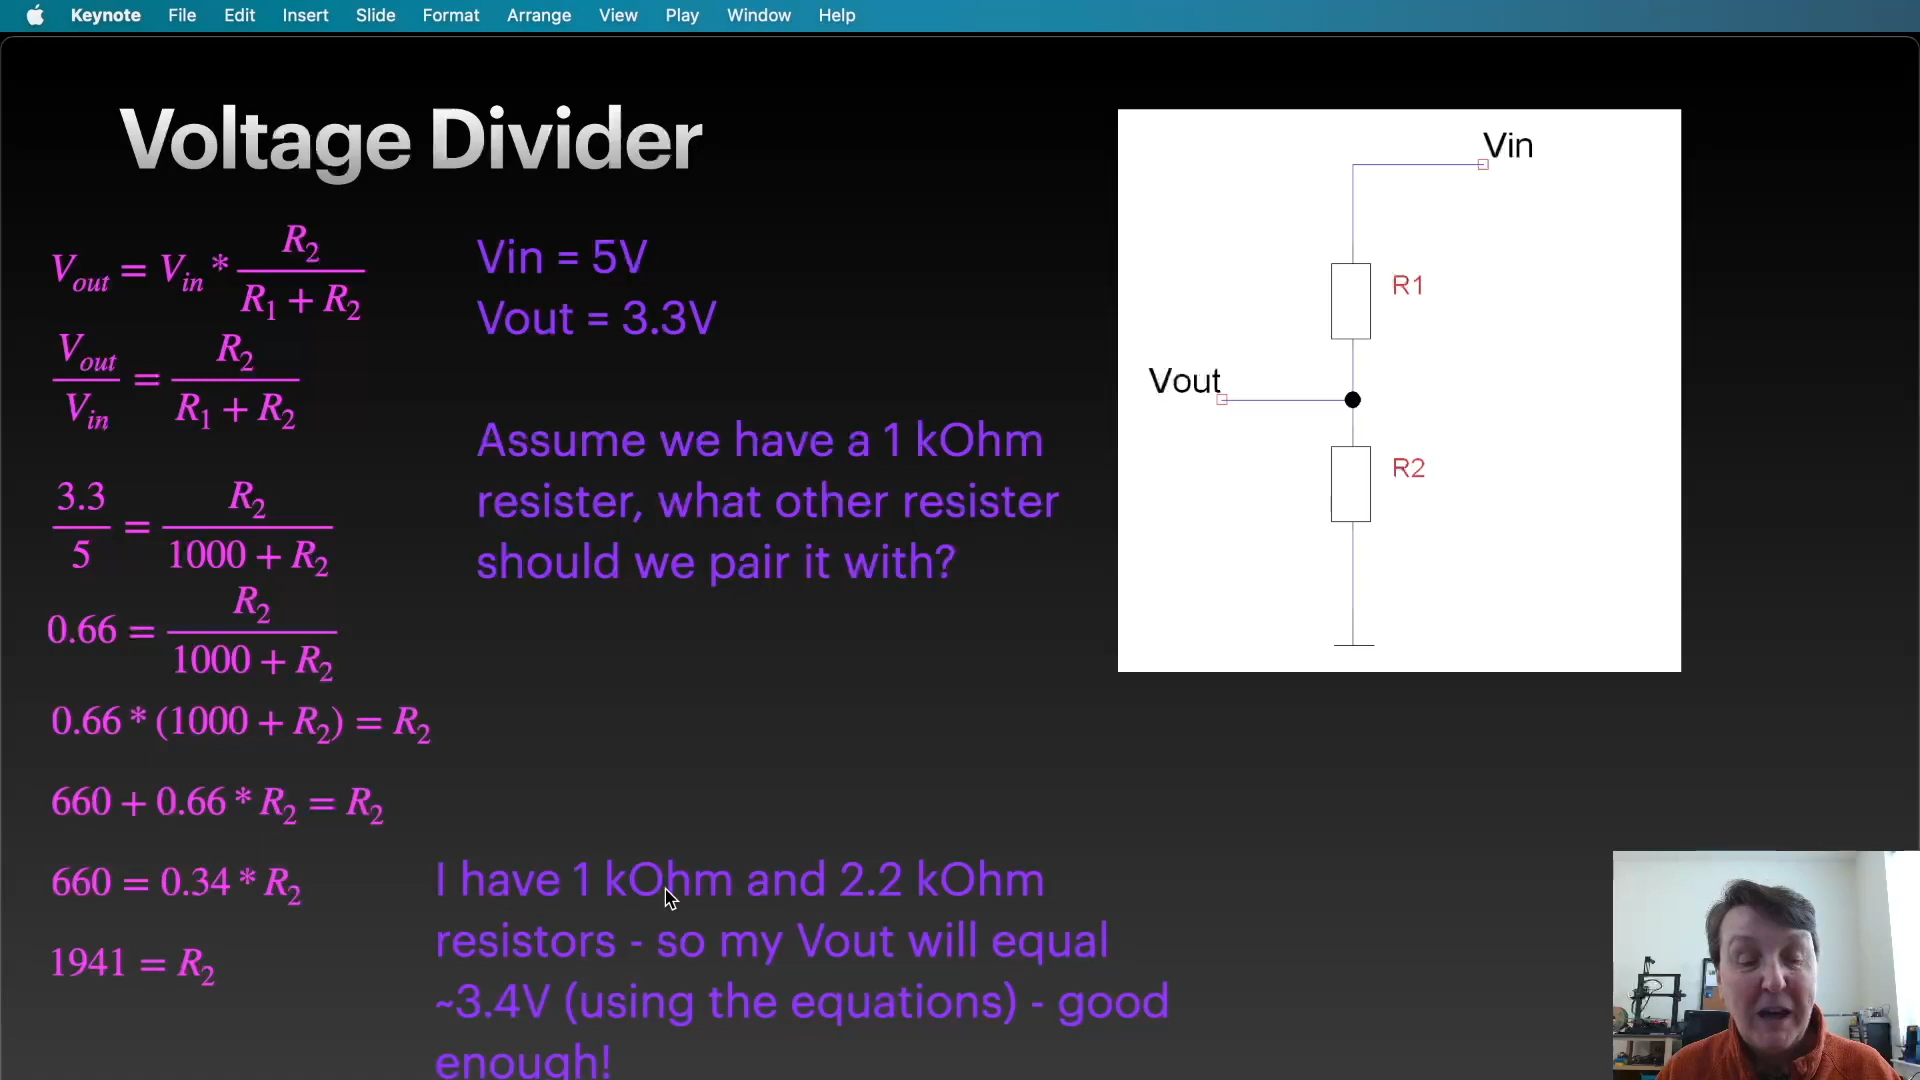 Keynote File Edit Insert Slide Format Arrange View Play Window Help
Voltage Divider
V_out = V_in * R_2 / (R_1 + R_2)
V_out / V_in = R_2 / (R_1 + R_2)
3.3 / 5 = R_2 / (1000 + R_2)
0.66 = R_2 / (1000 + R_2)
0.66 * (1000 + R_2) = R_2
660 + 0.66 * R_2 = R_2
660 = 0.34 * R_2
1941 = R_2
Vin = 5V
Vout = 3.3V
Assume we have a 1 kOhm
resister, what other resister
should we pair it with?
I have 1 kOhm and 2.2 kOhm
resistors - so my Vout will equal
~3.4V (using the equations) - good
enough!
Vin
R1
Vout
R2